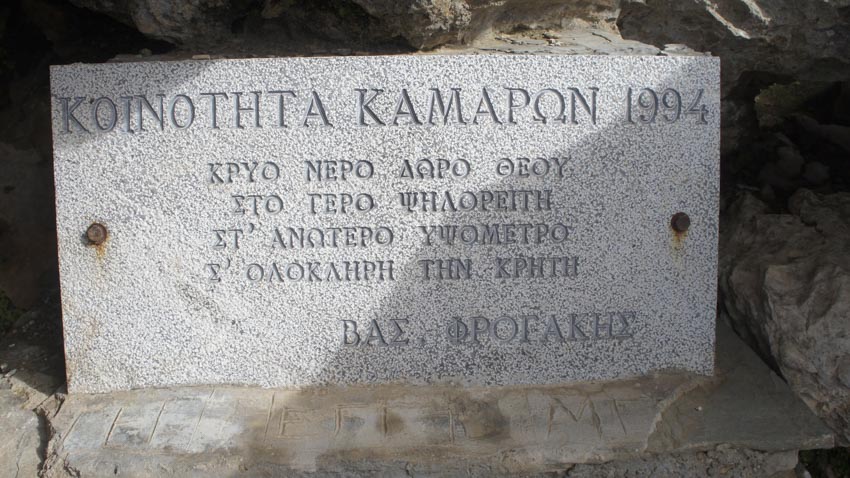 ΚΟΙΝΟΤΗΤΑ ΚΑΜΑΡΩΝ 1994
ΚΡΥΟ ΝΕΡΟ ΔΩΡΟ ΘΕΟΥ
ΣΤΟ ΓΕΡΟ ΨΗΛΟΡΕΙΤΗ
ΣΤ' ΑΝΩΤΕΡΟ ΥΨΟΜΕΤΡΟ
Σ' ΟΛΟΚΛΗΡΗ ΤΗΝ ΚΡΗΤΗ
ΒΑΣ. ΦΡΟΓΑΚΗΣ